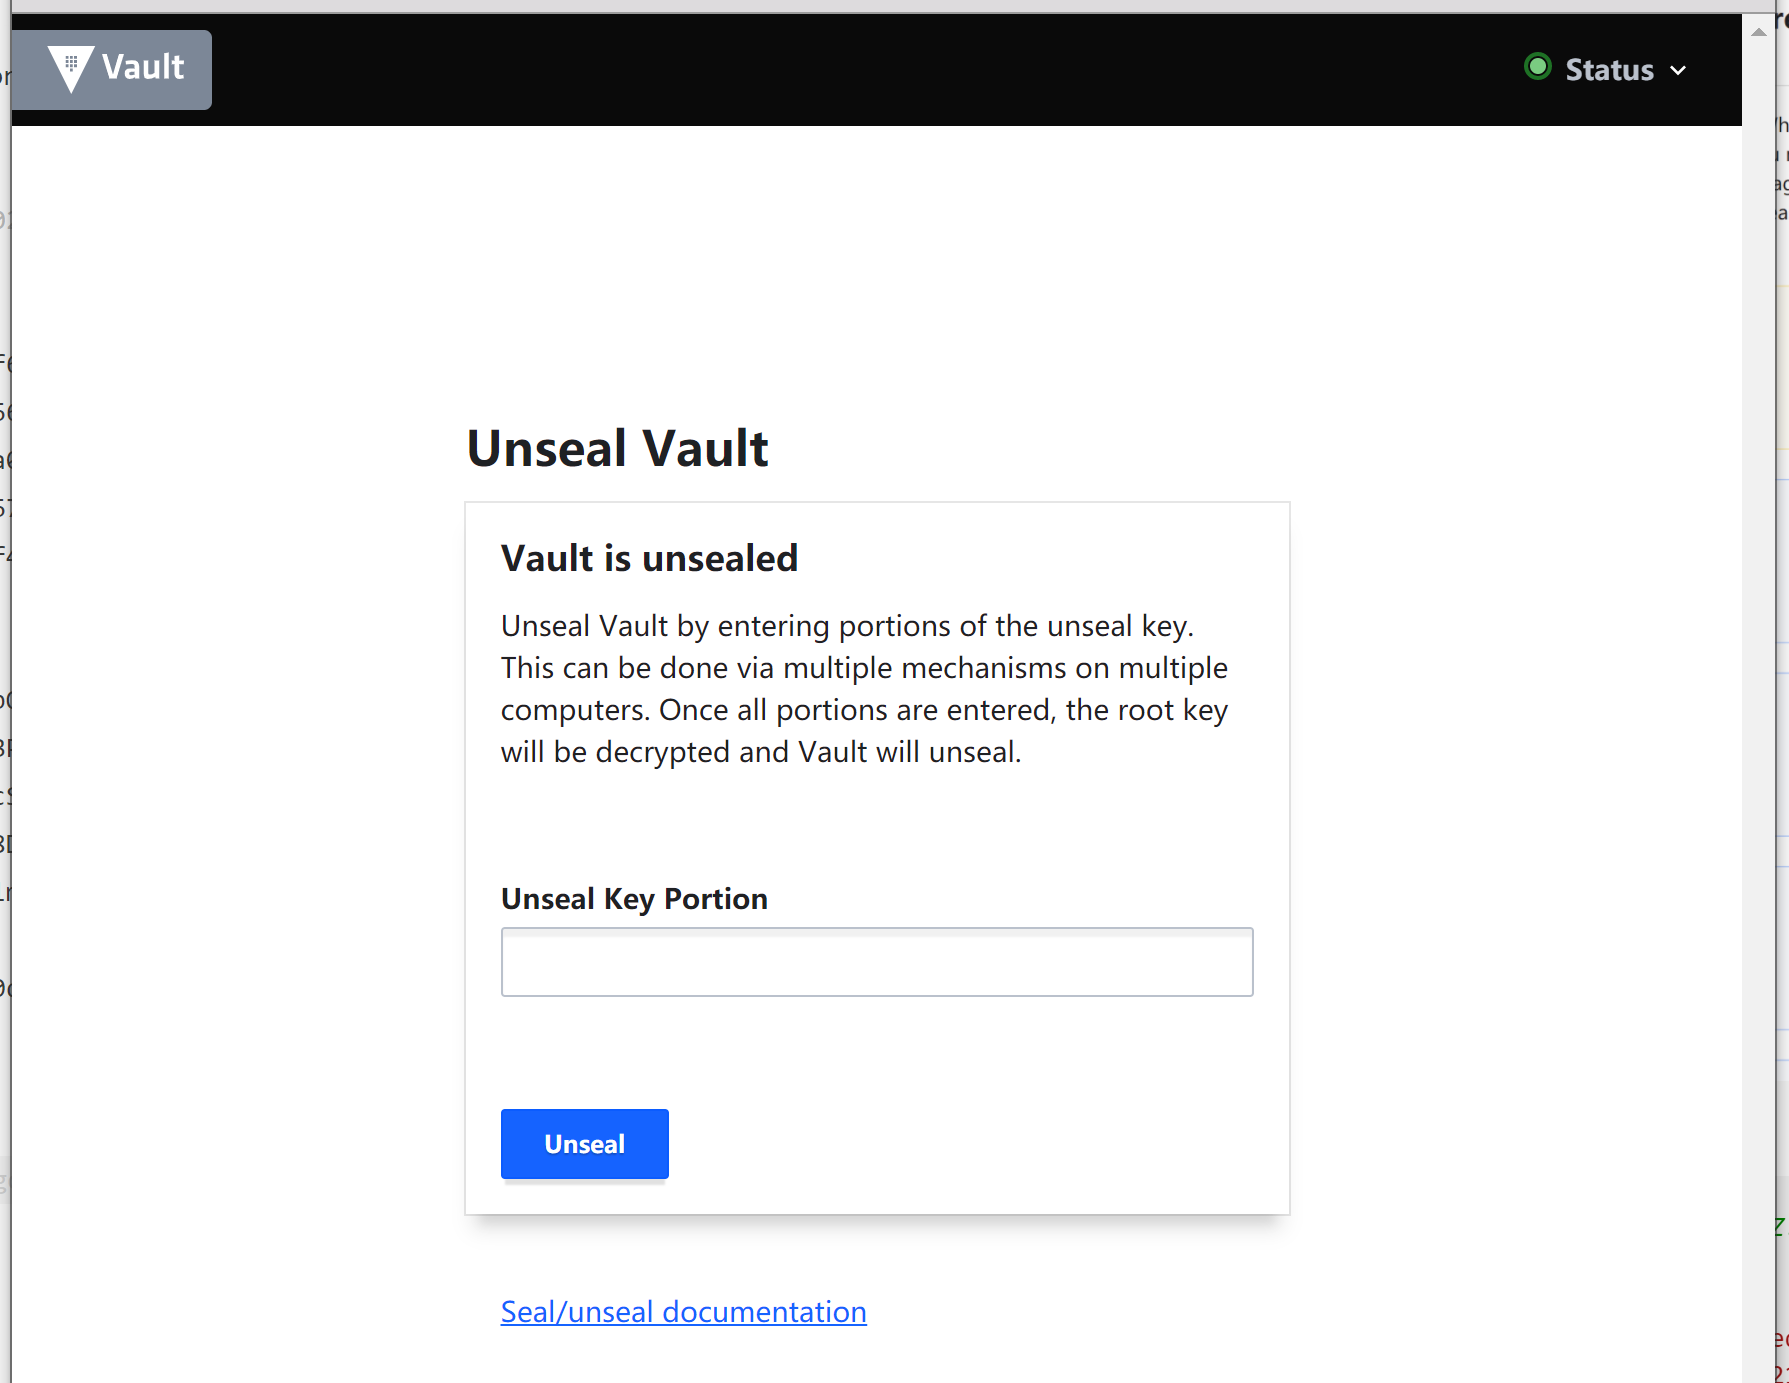 Vault
Status
Unseal Vault
Vault is unsealed
Unseal Vault by entering portions of the unseal key.
This can be done via multiple mechanisms on multiple
computers. Once all portions are entered, the root key
will be decrypted and Vault will unseal.
Unseal Key Portion
Unseal
Seal/unseal documentation